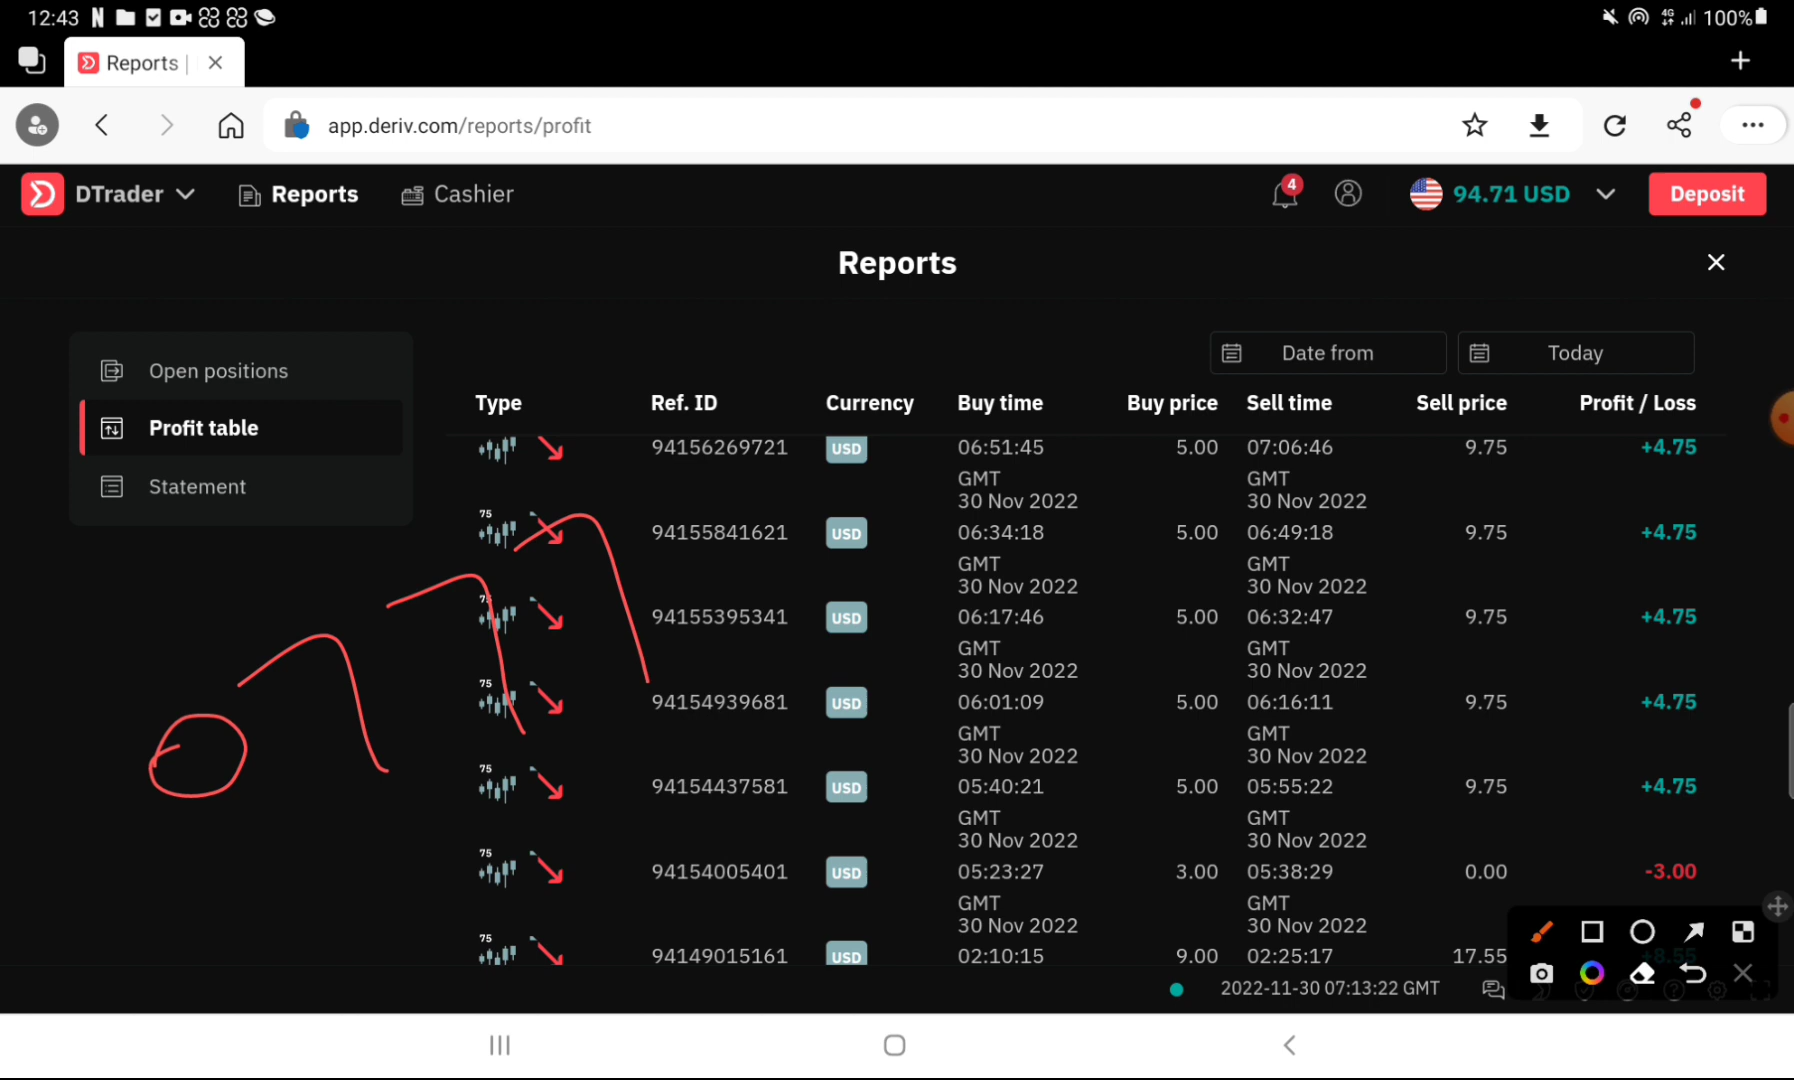 12:43
4G 100%
Reports |
app.deriv.com/reports/profit
DTrader Reports Cashier 4 94.71 USD Deposit
Reports
Open positions
Profit table
Statement
Date from Today
Type Ref. ID Currency Buy time Buy price Sell time Sell price Profit / Loss
94156269721 USD 06:51:45 5.00 07:06:46 9.75 +4.75
GMT GMT
30 Nov 2022 30 Nov 2022
75 94155841621 USD 06:34:18 5.00 06:49:18 9.75 +4.75
GMT GMT
30 Nov 2022 30 Nov 2022
75 94155395341 USD 06:17:46 5.00 06:32:47 9.75 +4.75
GMT GMT
30 Nov 2022 30 Nov 2022
75 94154939681 USD 06:01:09 5.00 06:16:11 9.75 +4.75
GMT GMT
30 Nov 2022 30 Nov 2022
75 94154437581 USD 05:40:21 5.00 05:55:22 9.75 +4.75
GMT GMT
30 Nov 2022 30 Nov 2022
75 94154005401 USD 05:23:27 3.00 05:38:29 0.00 -3.00
GMT GMT
30 Nov 2022 30 Nov 2022
75 94149015161 USD 02:10:15 9.00 02:25:17 17.55 +8.55
2022-11-30 07:13:22 GMT